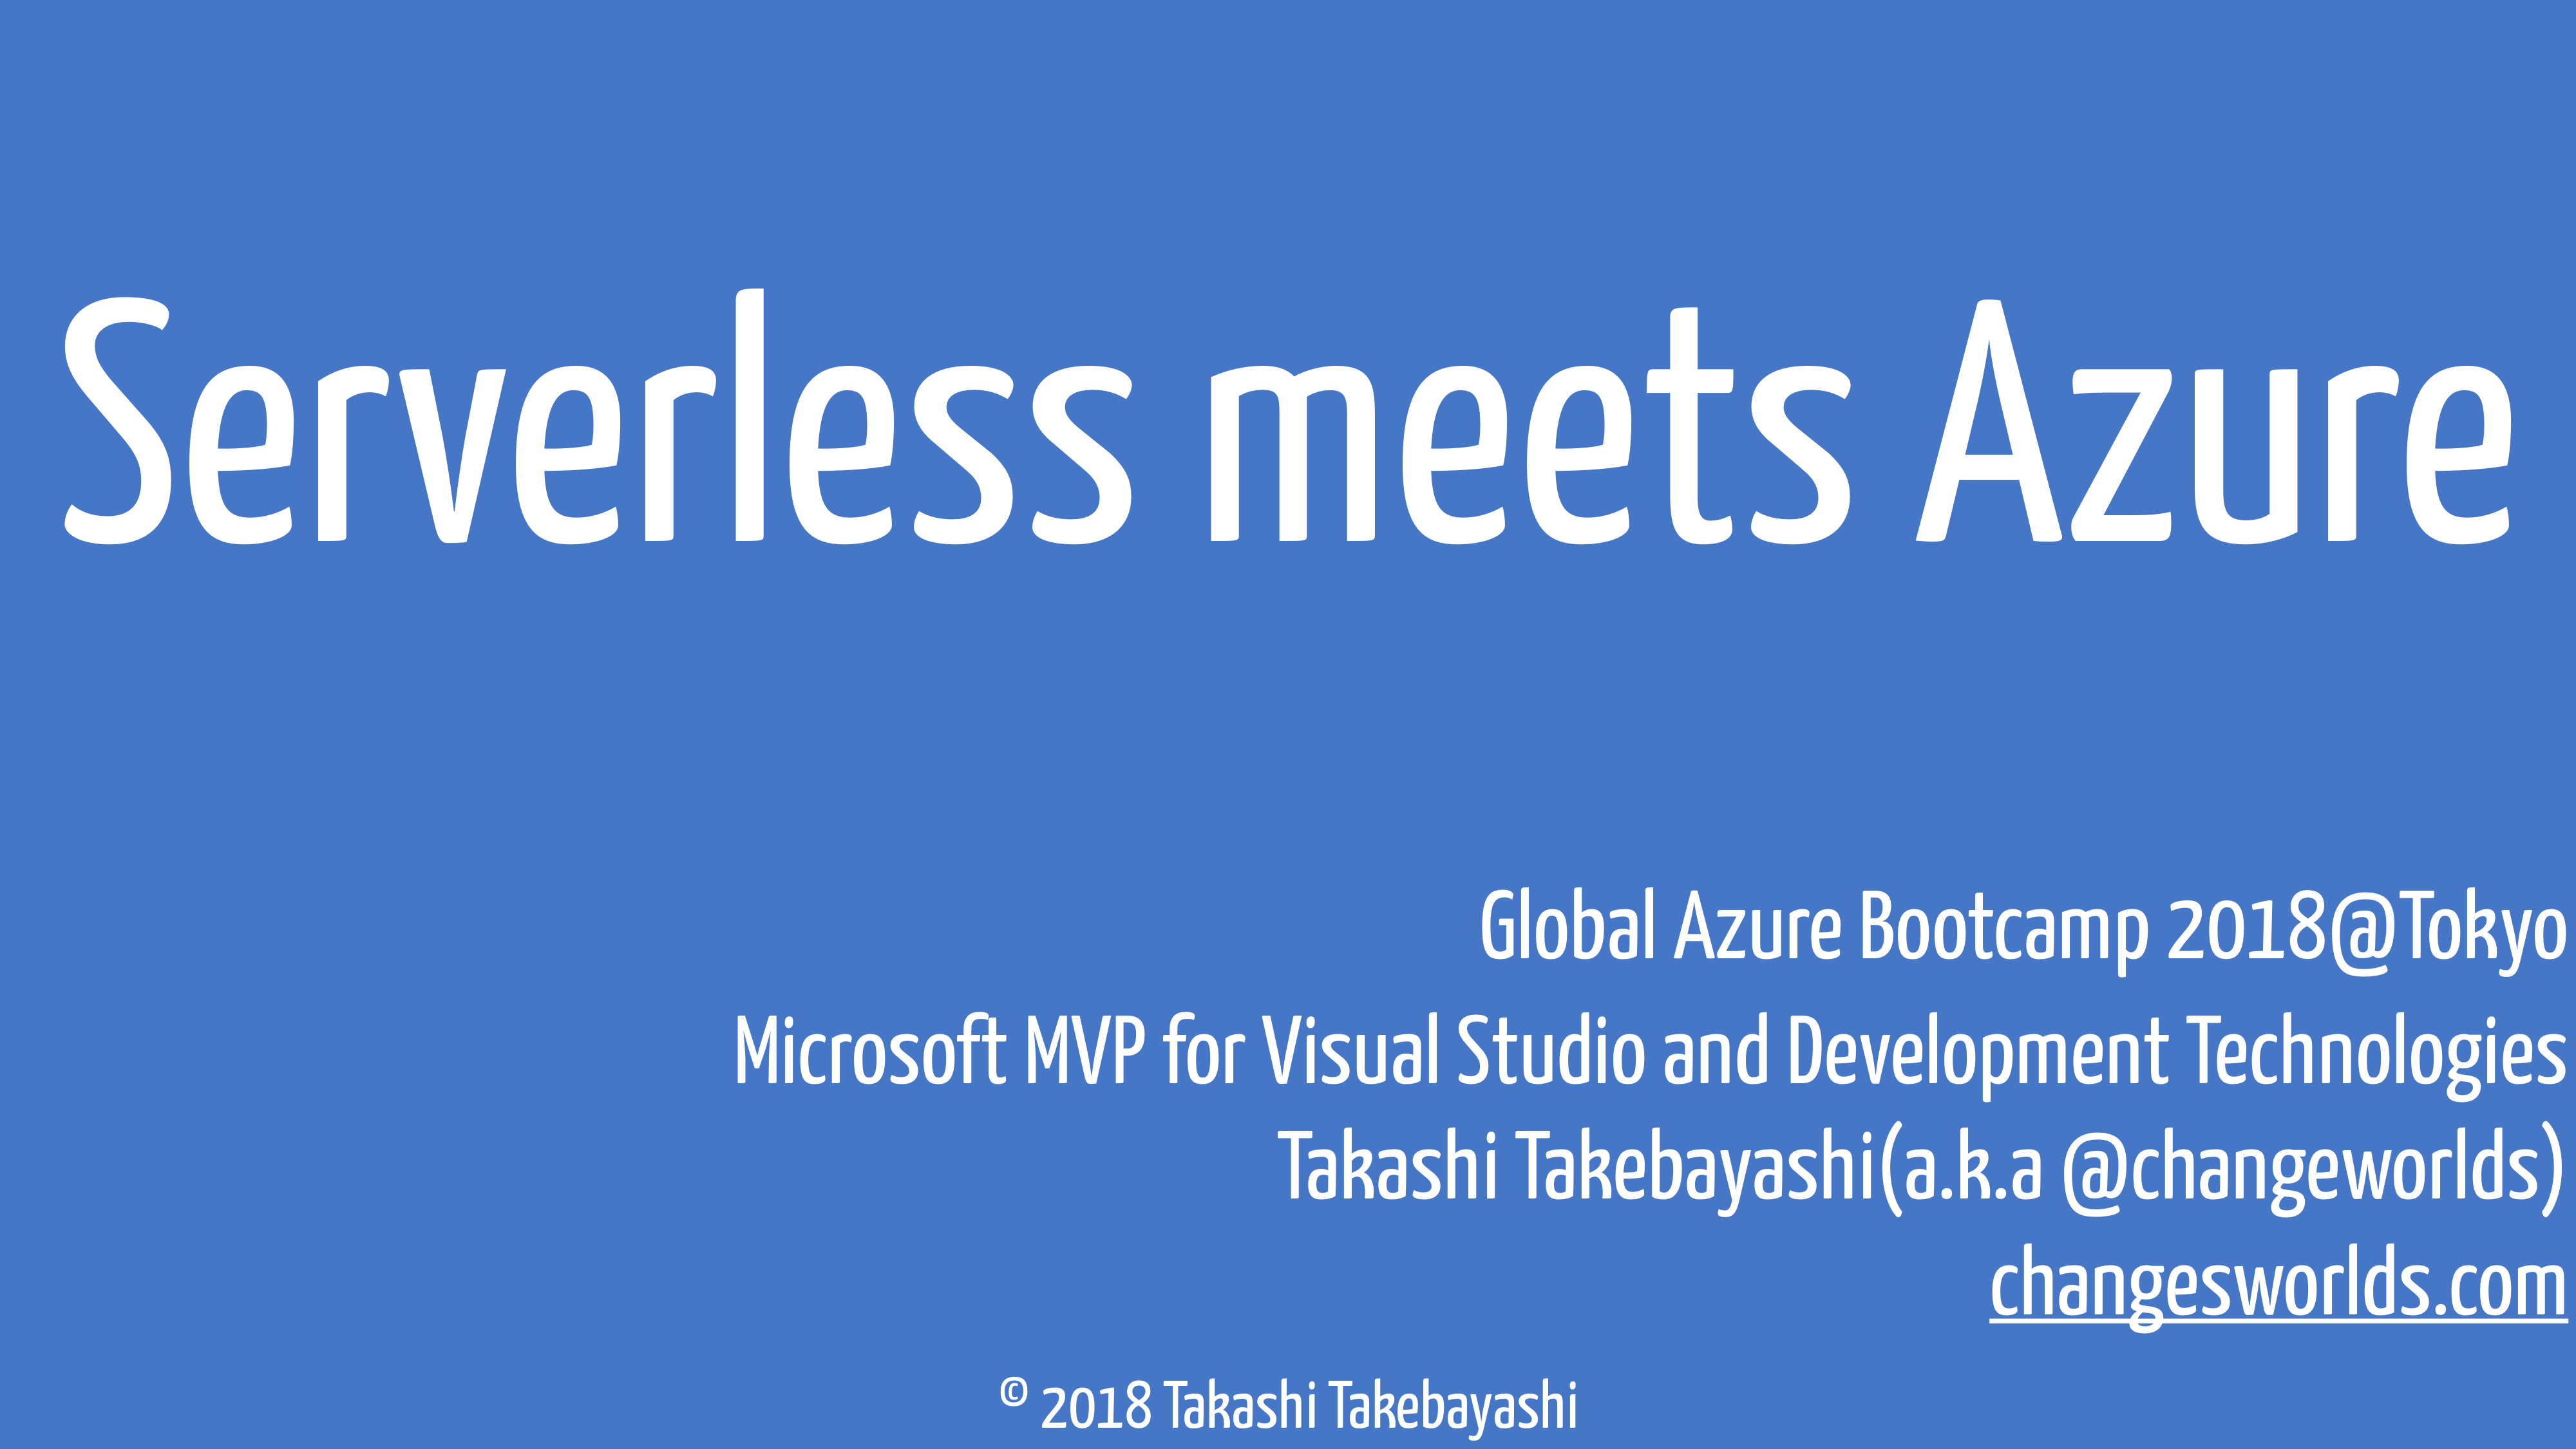 Serverless meets Azure
Global Azure Bootcamp 2018@Tokyo
Microsoft MVP for Visual Studio and Development Technologies
Takashi Takebayashi(a.k.a @changeworlds)
changesworlds.com
© 2018 Takashi Takebayashi